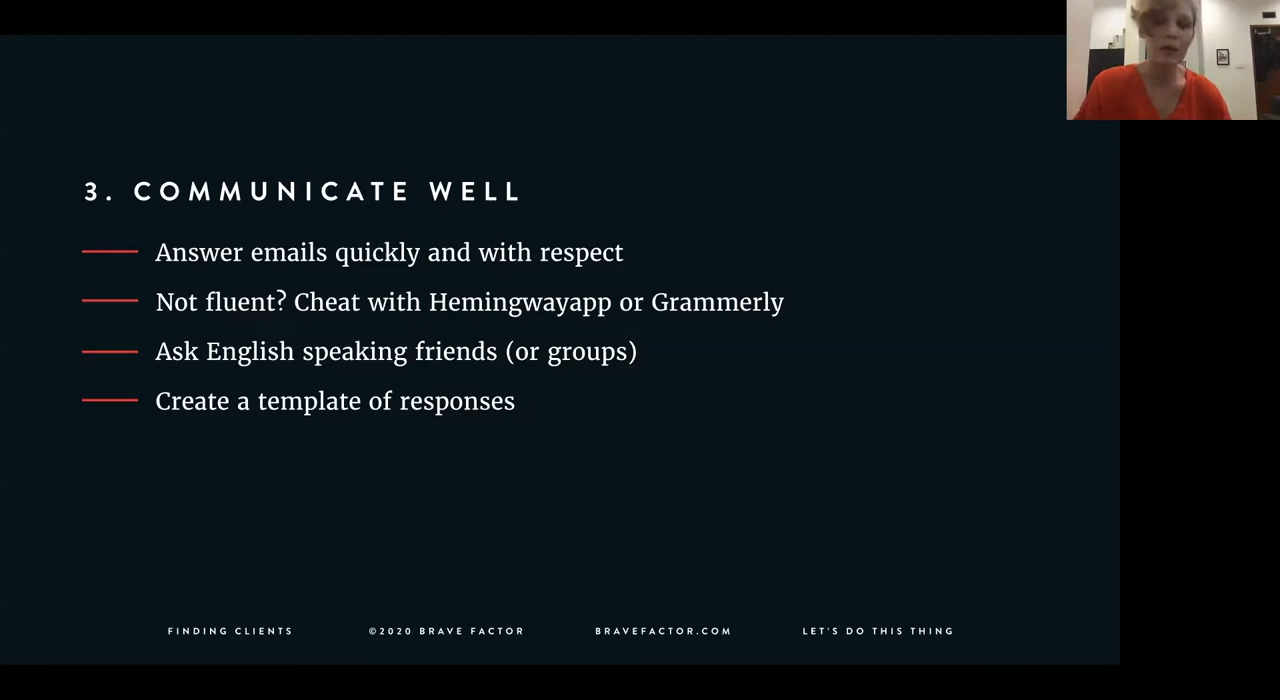 3. COMMUNICATE WELL
Answer emails quickly and with respect
Not fluent? Cheat with Hemingwayapp or Grammerly
Ask English speaking friends (or groups)
Create a template of responses
FINDING CLIENTS ©2020 BRAVE FACTOR BRAVEFACTOR.COM LET'S DO THIS THING